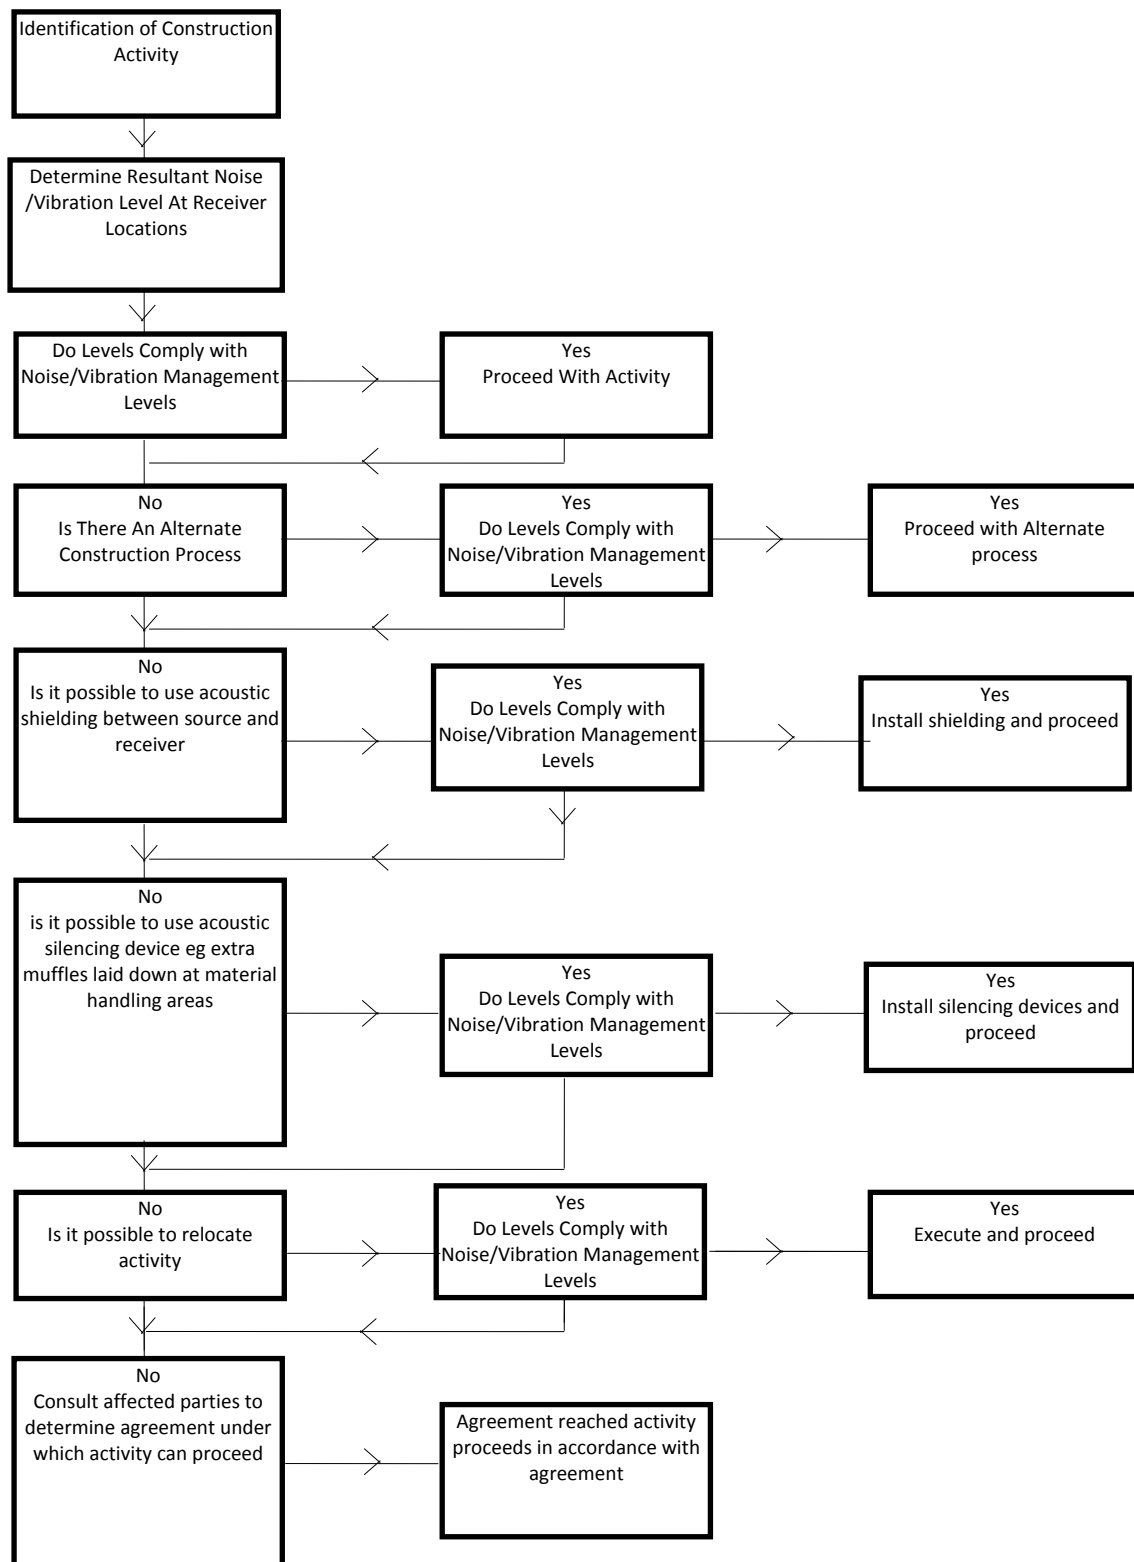 Identification of Construction
Activity
Determine Resultant Noise
/Vibration Level At Receiver
Locations
Do Levels Comply with
Noise/Vibration Management
Levels
Yes
Proceed With Activity
No
Is There An Alternate
Construction Process
Yes
Do Levels Comply with
Noise/Vibration Management
Levels
Yes
Proceed with Alternate
process
No
Is it possible to use acoustic
shielding between source and
receiver
Yes
Do Levels Comply with
Noise/Vibration Management
Levels
Yes
Install shielding and proceed
No
is it possible to use acoustic
silencing device eg extra
muffles laid down at material
handling areas
Yes
Do Levels Comply with
Noise/Vibration Management
Levels
Yes
Install silencing devices and
proceed
No
Is it possible to relocate
activity
Yes
Do Levels Comply with
Noise/Vibration Management
Levels
Yes
Execute and proceed
No
Consult affected parties to
determine agreement under
which activity can proceed
Agreement reached activity
proceeds in accordance with
agreement